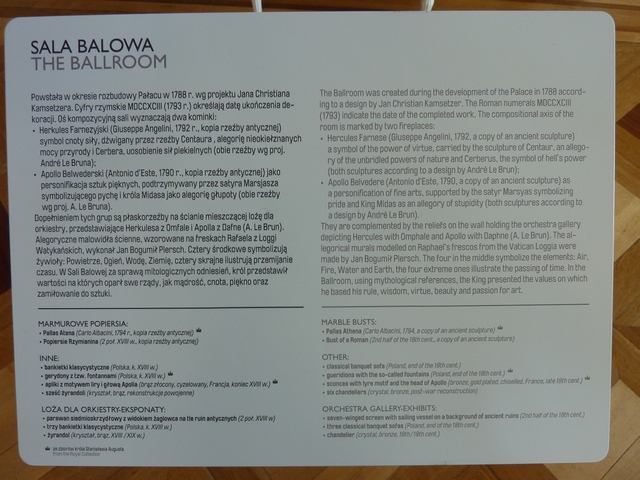 SALA BALOWA
THE BALLROOM
Powstała w okresie rozbudowy Pałacu w 1788 r. wg projektu Jana Christiana
Kamsetzera. Cyfry rzymskie MDCCXCIII (1793 r.) określają datę ukończenia de-
koracji. Oś kompozycyjną sali wyznaczają dwa kominki:
• Herkules Farnezyjski (Giuseppe Angelini, 1792 r., kopia rzeźby antycznej)
symbol cnoty siły, dźwigany przez rzeźby Centaura , alegorię nieokiełznanych
mocy przyrody i Cerbera, uosobienie sił piekielnych (obie rzeźby wg proj.
André Le Bruna);
• Apollo Belwederski (Antonio d'Este, 1790 r., kopia rzeźby antycznej) jako
personifikacja sztuk pięknych, podtrzymywany przez satyra Marsjasza
symbolizującego pychę i króla Midasa jako alegorię głupoty (obie rzeźby
wg proj. A. Le Bruna).
Dopełnieniem tych grup są płaskorzeźby na ścianie mieszczącej lożę dla
orkiestry, przedstawiające Herkulesa z Omfale i Apolla z Dafne (A. Le Brun).
Alegoryczne malowidła ścienne, wzorowane na freskach Rafaela z Loggi
Watykańskich, wykonał Jan Bogumił Plersch. Cztery środkowe symbolizują
żywioły: Powietrze, Ogień, Wodę, Ziemię, cztery skrajne ilustrują przemijanie
czasu. W Sali Balowej za sprawą mitologicznych odniesień, król przedstawił
wartości na których oparł swe rządy, jak mądrość, cnota, piękno oraz
zamiłowanie do sztuki.
MARMUROWE POPIERSIA:
• Pallas Atena (Carlo Albacini, 1794 r., kopia rzeźby antycznej)
• Popiersie Rzymianina (2 poł. XVIII w., kopia rzeźby antycznej)
INNE:
• bankietki klasycystyczne (Polska, k. XVIII w.)
• gerydony z tzw. fontannami (Polska, k. XVIII w.)
• apliki z motywem liry i głową Apolla (brąz złocony, cyzelowany, Francja, koniec XVIII w.)
• sześć żyrandoli (kryształ, brąz, rekonstrukcja powojenna)
LOŻA DLA ORKIESTRY-EKSPONATY:
• parawan siedmioskrzydłowy z widokiem żaglowca na tle ruin antycznych (2 poł. XVIII w)
• trzy bankietki klasycystyczne (Polska, k. XVIII w.)
• żyrandol (kryształ, brąz, XVIII / XIX w.)
ze zbiorów króla Stanisława Augusta
from the Royal Collection
The Ballroom was created during the development of the Palace in 1788 accord-
ing to a design by Jan Christian Kamsetzer. The Roman numerals MDCCXCIII
(1793) indicate the date of the completed work. The compositional axis of the
room is marked by two fireplaces:
• Hercules Farnese (Giuseppe Angelini, 1792, a copy of an ancient sculpture)
a symbol of the power of virtue, carried by the sculpture of Centaur, an allego-
ry of the unbridled powers of nature and Cerberus, the symbol of hell's power
(both sculptures according to a design by André Le Brun);
• Apollo Belvedere (Antonio d'Este, 1790, a copy of an ancient sculpture) as
a personification of fine arts, supported by the satyr Marsyas symbolizing
pride and King Midas as an allegory of stupidity (both sculptures according to
a design by André Le Brun).
They are complemented by the reliefs on the wall holding the orchestra gallery
depicting Hercules with Omphale and Apollo with Daphne (A. Le Brun). The al-
legorical murals modelled on Raphael's frescos from the Vatican Loggia were
made by Jan Bogumił Plersch. The four in the middle symbolize the elements: Air,
Fire, Water and Earth, the four extreme ones illustrate the passing of time. In the
Ballroom, using mythological references, the King presented the values on which
he based his rule, wisdom, virtue, beauty and passion for art.
MARBLE BUSTS:
• Pallas Athena (Carlo Albacini, 1794, a copy of an ancient sculpture)
• Bust of a Roman (2nd half of the 18th cent., a copy of an ancient sculptury)
OTHER:
• classical banquet sofa (Poland, end of the 18th cent.)
• gueridons with the so-called fountains (Poland, end of the 18th cent.)
• sconces with lyre motif and the head of Apollo (bronze, gold plated, chiselled, France, late 18th cent.)
• six chandeliers (crystal, bronze, post-war reconstruction)
ORCHESTRA GALLERY-EXHIBITS:
• seven-winged screen with sailing vessel on a background of ancient ruins (2nd half of the 18th cent.)
• three classical banquet sofas (Poland, end of the 18th cent.)
• chandelier (crystal, bronze, 18th/19th cent.)